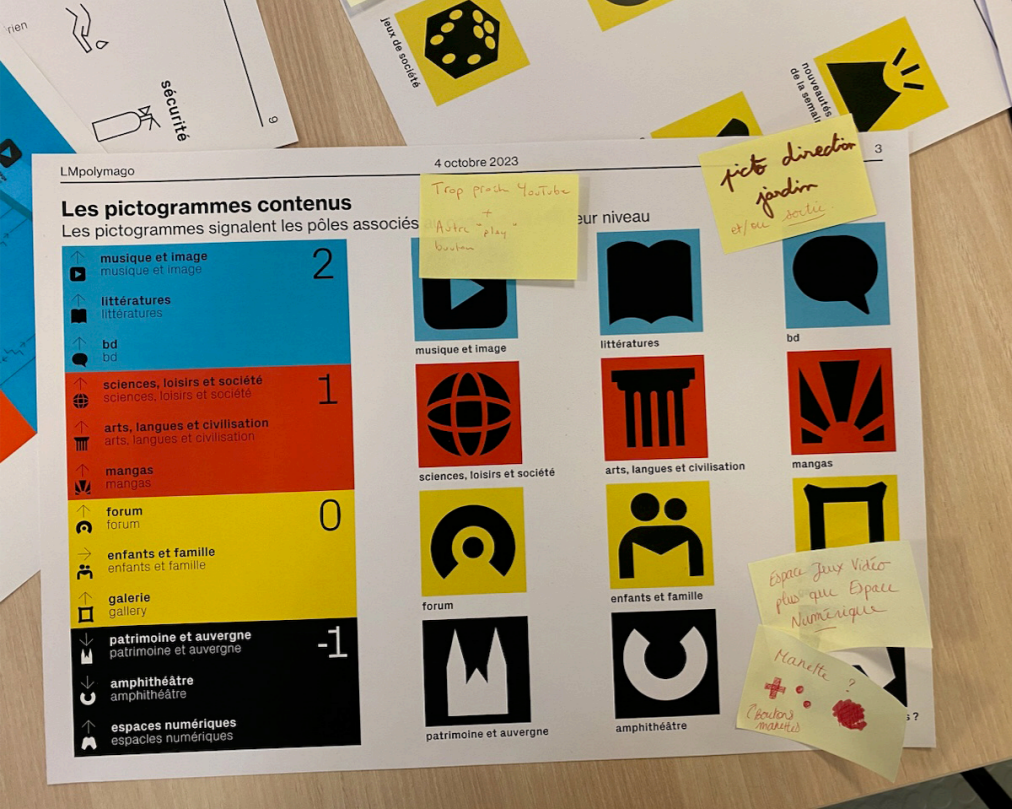 rien
sécurité
6
jeux de société
nouveautés
de la semain
LMpolymago
4 octobre 2023
3
Les pictogrammes contenus
Les pictogrammes signalent les pôles associés
eur niveau
Trop proche YouTube
+
Autre "play"
bouton
picto direction
jardin
et/ou sortie
musique et image
musique et image
2
littératures
littératures
bd
bd
sciences, loisirs et société
sciences, loisirs et société
1
arts, langues et civilisation
arts, langues et civilisation
mangas
mangas
forum
forum
0
enfants et famille
enfants et famille
galerie
gallery
patrimoine et auvergne
patrimoine et auvergne
-1
amphithéâtre
amphithéâtre
espaces numériques
espacles numériques
musique et image
littératures
bd
sciences, loisirs et société
arts, langues et civilisation
mangas
forum
enfants et famille
patrimoine et auvergne
amphithéâtre
s ?
Espace Jeux Vidéo
plus que Espace
Numérique
Manette ?
(Boutons
manettes)